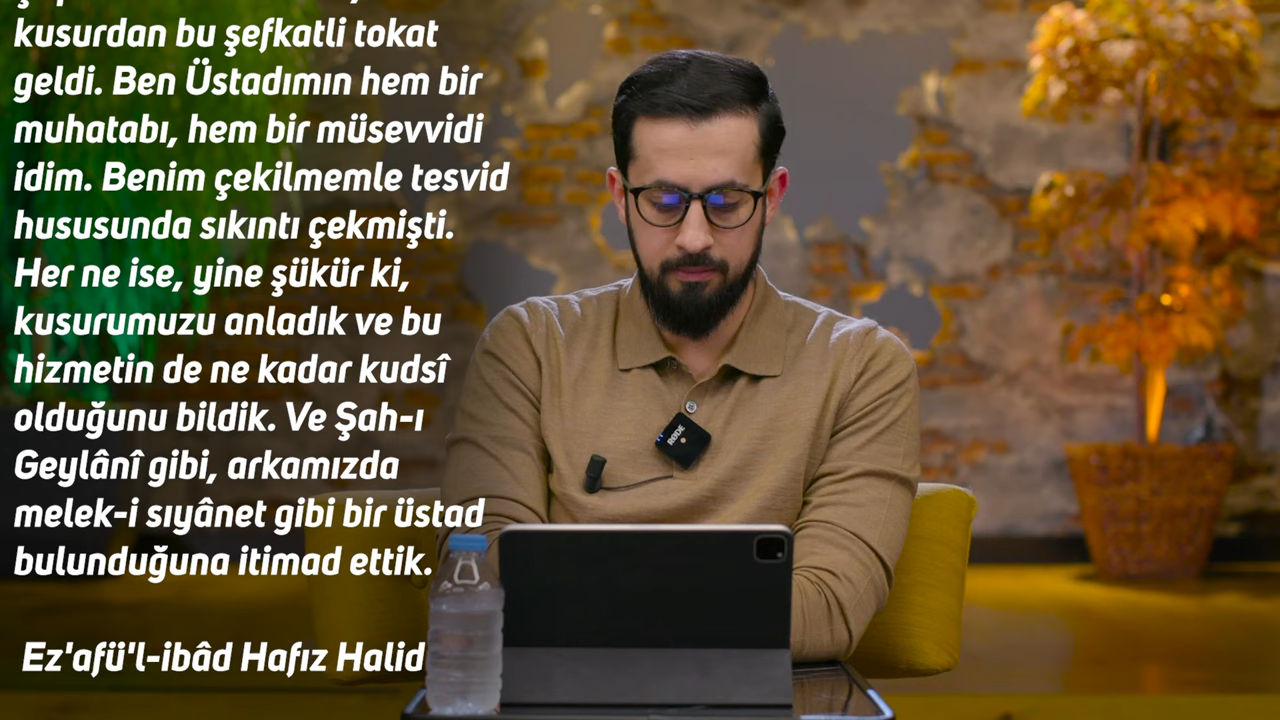 kusurdan bu şefkatli tokat
geldi. Ben Üstadımın hem bir
muhatabı, hem bir müsevvidi
idim. Benim çekilmemle tesvid
hususunda sıkıntı çekmişti.
Her ne ise, yine şükür ki,
kusurumuzu anladık ve bu
hizmetin de ne kadar kudsî
olduğunu bildik. Ve Şah-ı
Geylânî gibi, arkamızda
melek-i sıyânet gibi bir üstad
bulunduğuna itimad ettik.
Ez'afü'l-ibâd Hafız Halid
RØDE